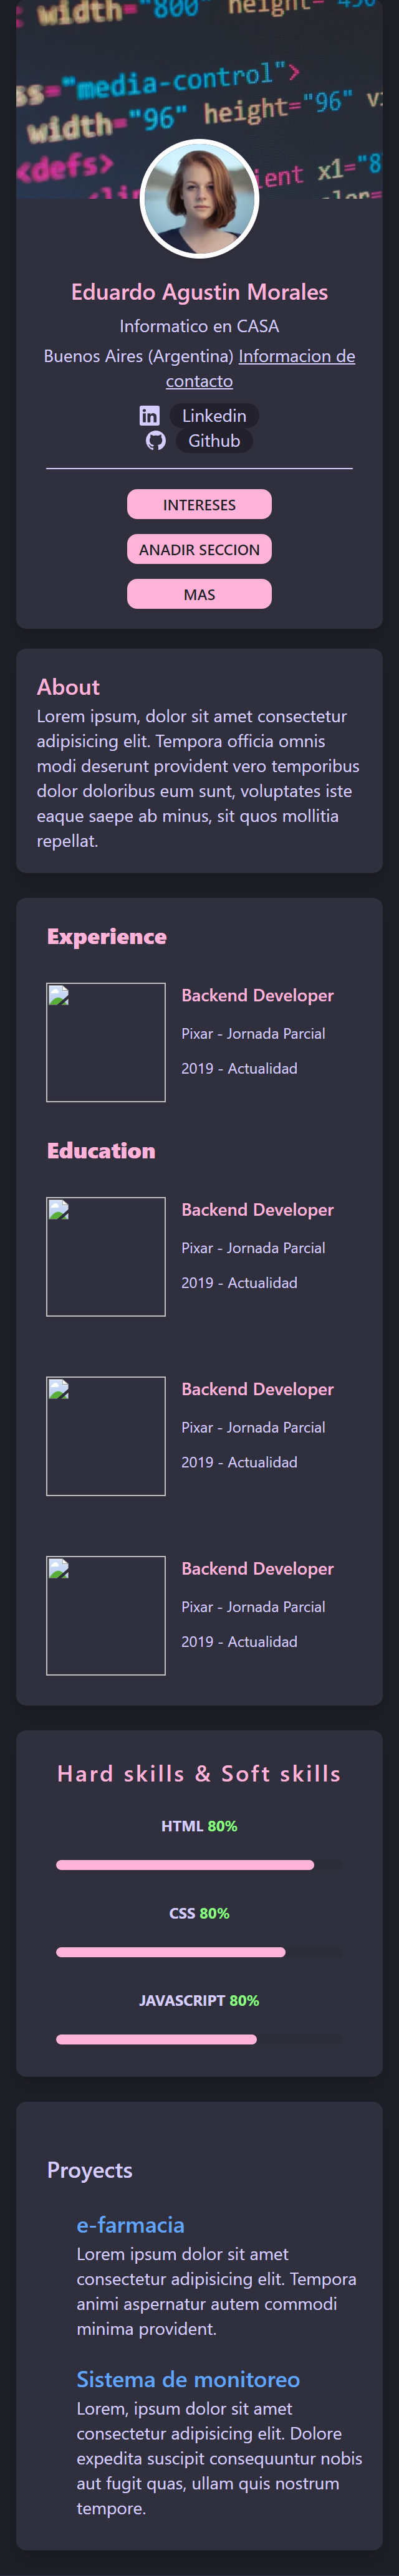 width="800" height="450"
ss="media-control">
width="96" height="96" vi
<defs>
ient x1="8
Eduardo Agustin Morales
Informatico en CASA
Buenos Aires (Argentina) Informacion de
contacto
Linkedin
Github
INTERESES
ANADIR SECCION
MAS
About
Lorem ipsum, dolor sit amet consectetur
adipisicing elit. Tempora officia omnis
modi deserunt provident vero temporibus
dolor doloribus eum sunt, voluptates iste
eaque saepe ab minus, sit quos mollitia
repellat.
Experience
Backend Developer
Pixar - Jornada Parcial
2019 - Actualidad
Education
Backend Developer
Pixar - Jornada Parcial
2019 - Actualidad
Backend Developer
Pixar - Jornada Parcial
2019 - Actualidad
Backend Developer
Pixar - Jornada Parcial
2019 - Actualidad
Hard skills & Soft skills
HTML 80%
CSS 80%
JAVASCRIPT 80%
Proyects
e-farmacia
Lorem ipsum dolor sit amet
consectetur adipisicing elit. Tempora
animi aspernatur autem commodi
minima provident.
Sistema de monitoreo
Lorem, ipsum dolor sit amet
consectetur adipisicing elit. Dolore
expedita suscipit consequuntur nobis
aut fugit quas, ullam quis nostrum
tempore.